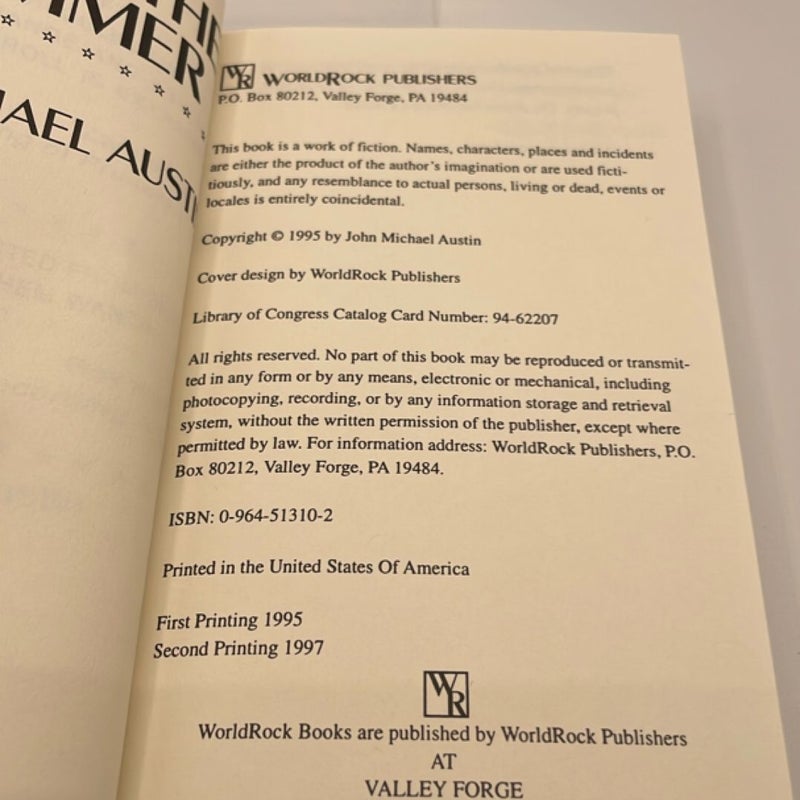 THE
MMER
AEL AUSTI
WR WORLDROCK PUBLISHERS
P.O. Box 80212, Valley Forge, PA 19484
This book is a work of fiction. Names, characters, places and incidents
are either the product of the author's imagination or are used ficti-
tiously, and any resemblance to actual persons, living or dead, events or
locales is entirely coincidental.
Copyright © 1995 by John Michael Austin
Cover design by WorldRock Publishers
Library of Congress Catalog Card Number: 94-62207
All rights reserved. No part of this book may be reproduced or transmit-
ted in any form or by any means, electronic or mechanical, including
photocopying, recording, or by any information storage and retrieval
system, without the written permission of the publisher, except where
permitted by law. For information address: WorldRock Publishers, P.O.
Box 80212, Valley Forge, PA 19484.
ISBN: 0-964-51310-2
Printed in the United States Of America
First Printing 1995
Second Printing 1997
WR
WorldRock Books are published by WorldRock Publishers
AT
VALLEY FORGE